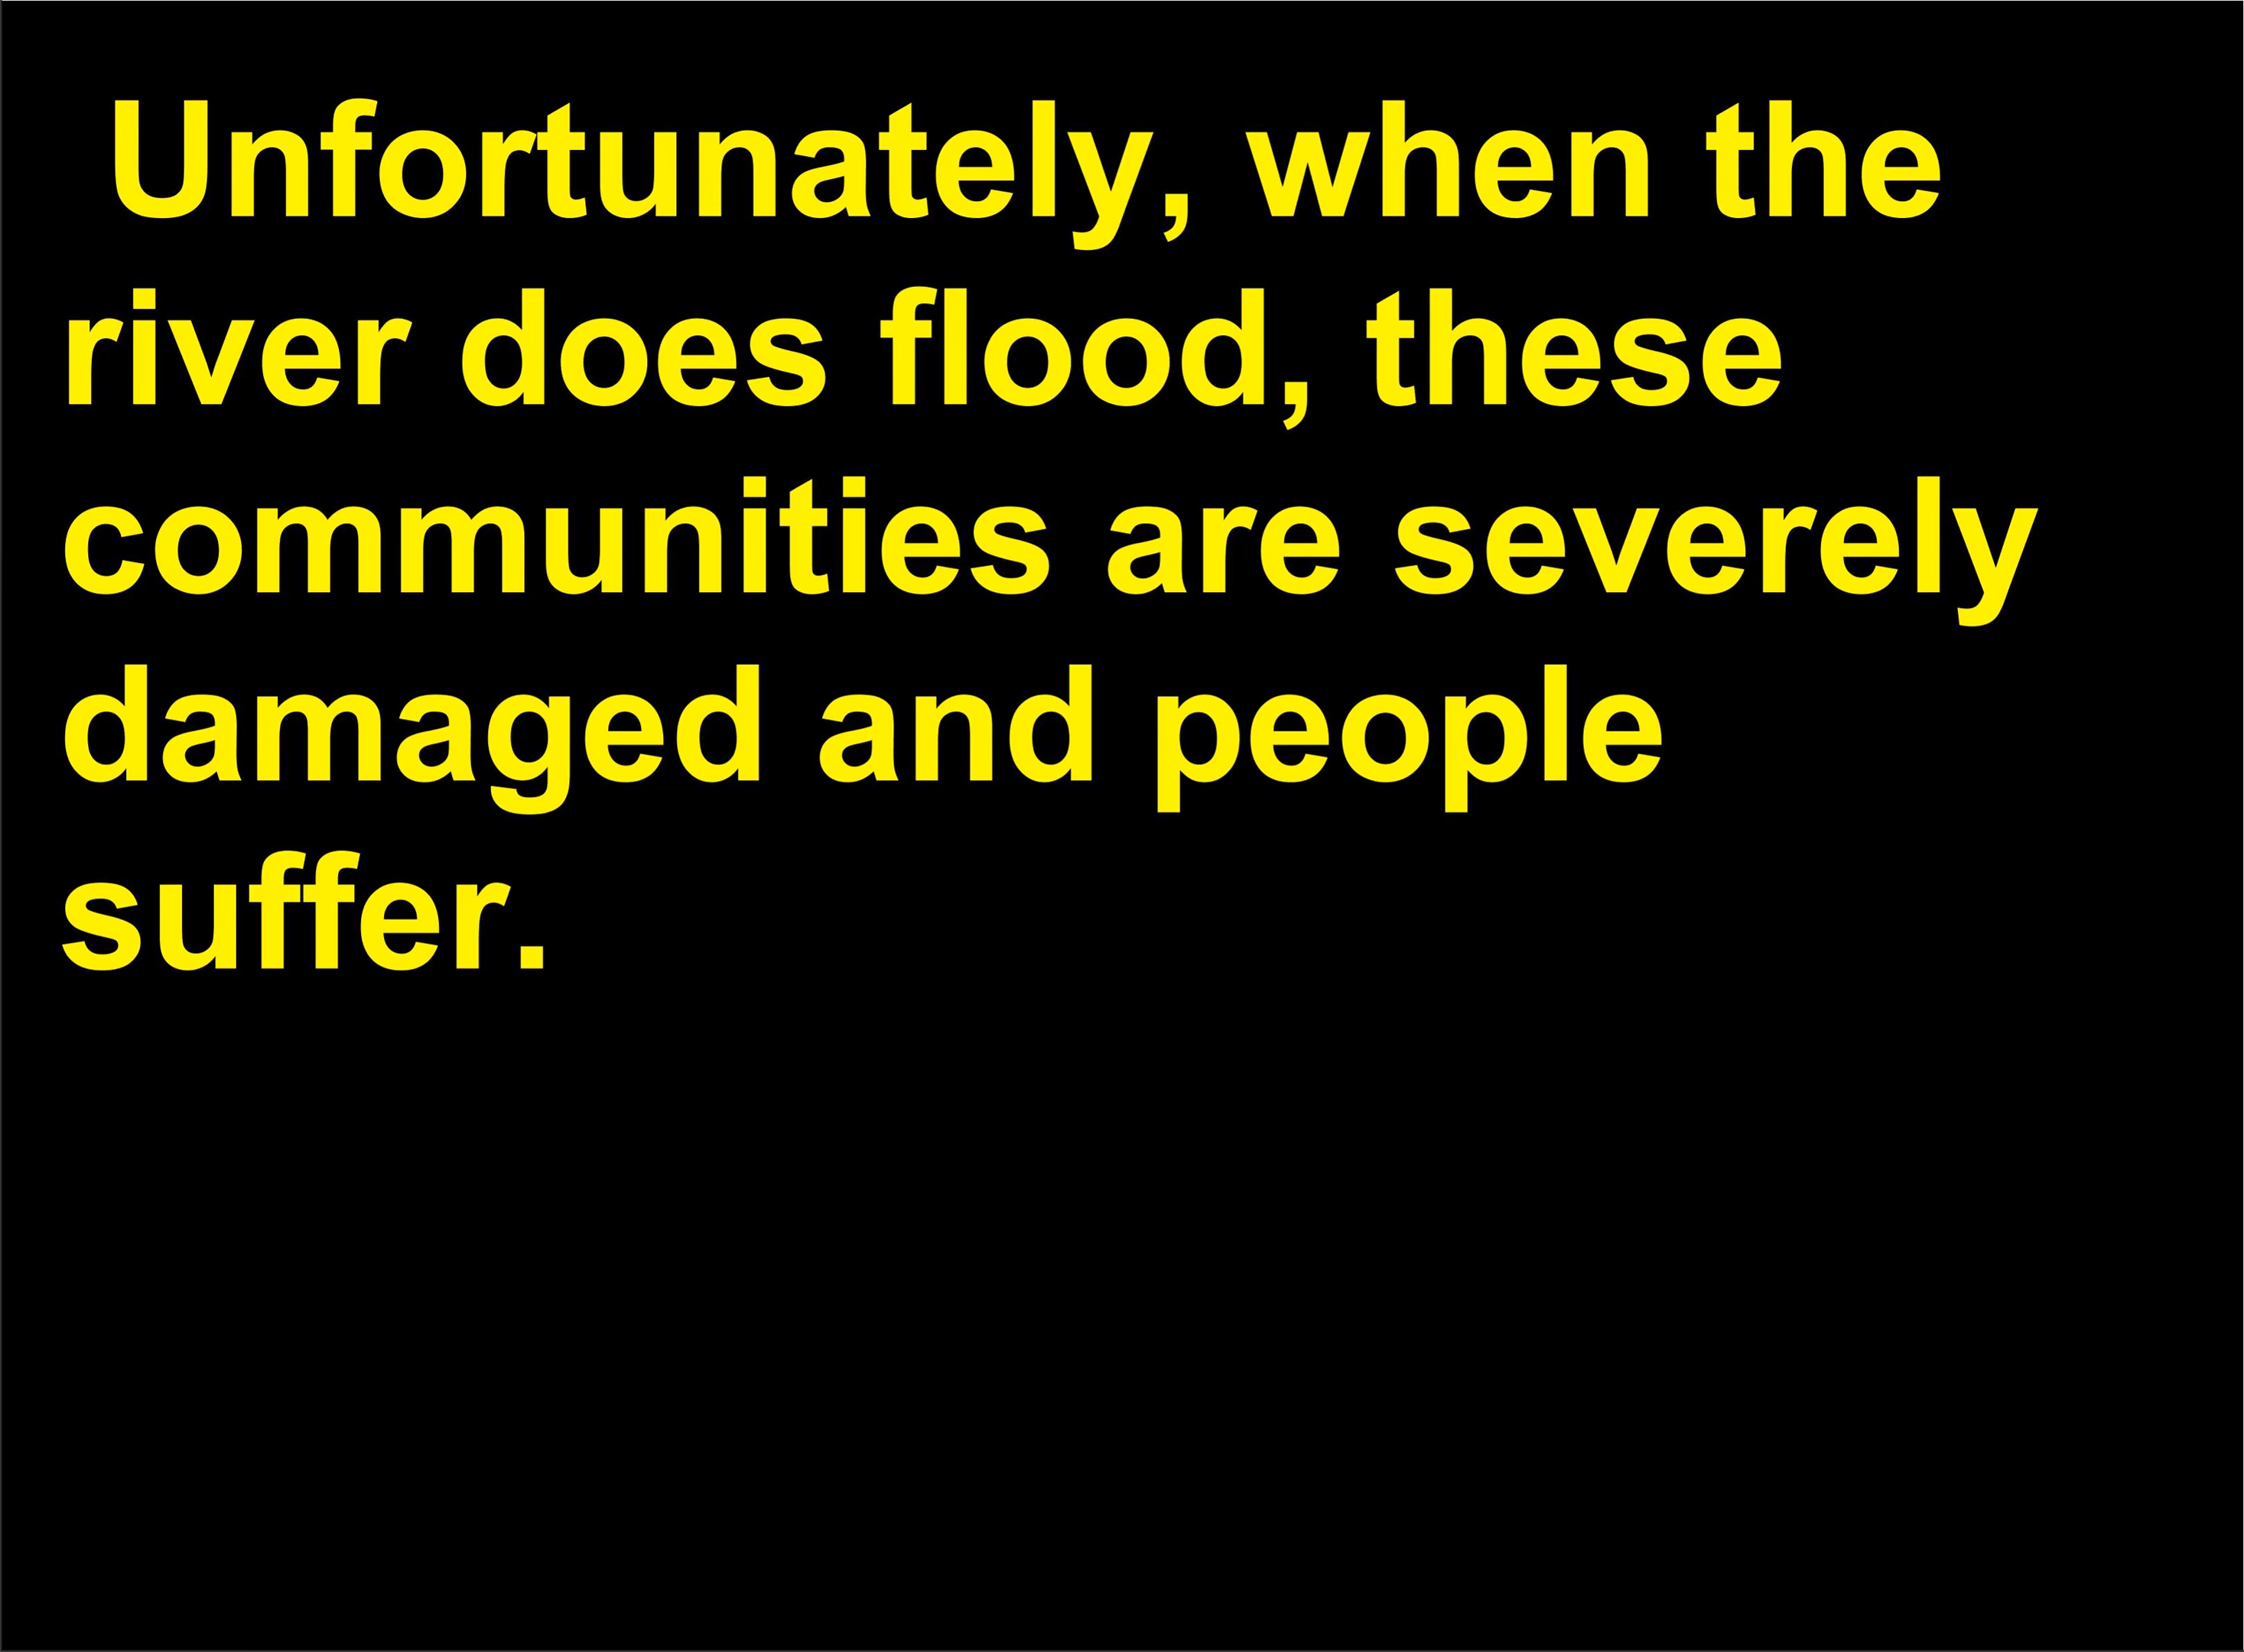 Unfortunately, when the
river does flood, these
communities are severely
damaged and people
suffer.